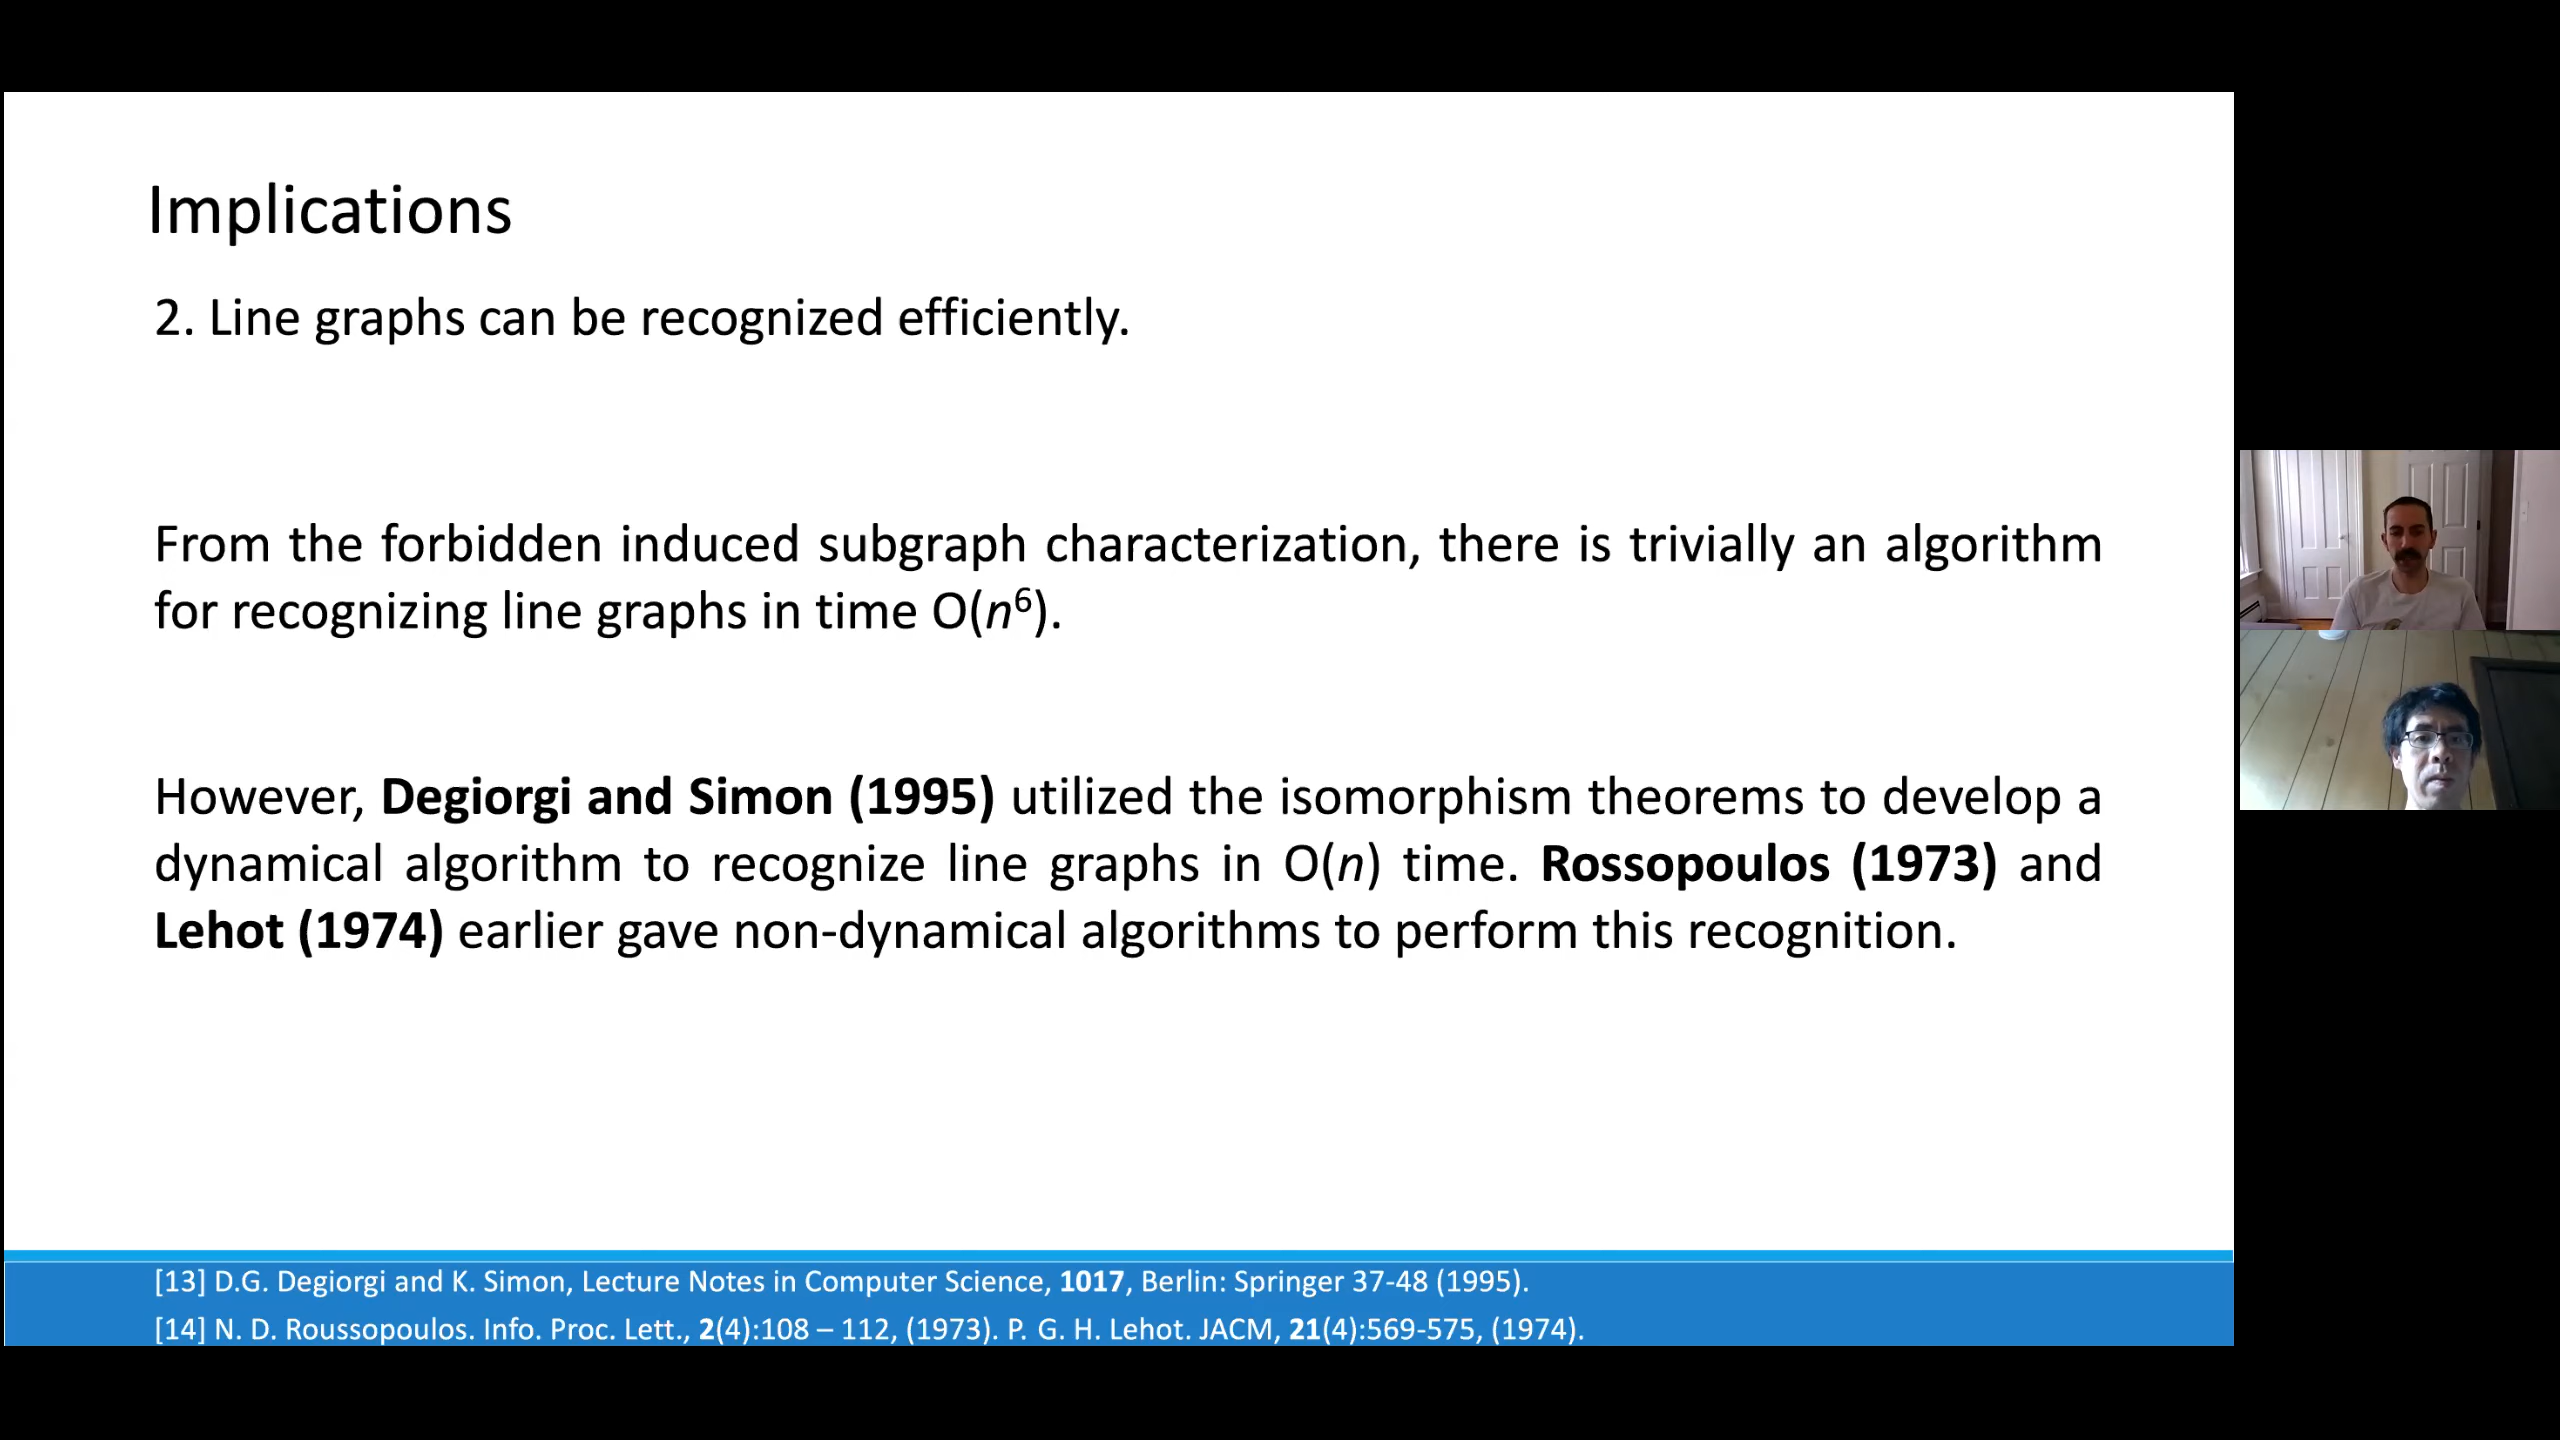 Implications
2. Line graphs can be recognized efficiently.
From the forbidden induced subgraph characterization, there is trivially an algorithm
for recognizing line graphs in time O(n⁶).
However, Degiorgi and Simon (1995) utilized the isomorphism theorems to develop a
dynamical algorithm to recognize line graphs in O(n) time. Rossopoulos (1973) and
Lehot (1974) earlier gave non-dynamical algorithms to perform this recognition.
[13] D.G. Degiorgi and K. Simon, Lecture Notes in Computer Science, 1017, Berlin: Springer 37-48 (1995).
[14] N. D. Roussopoulos. Info. Proc. Lett., 2(4):108 – 112, (1973). P. G. H. Lehot. JACM, 21(4):569-575, (1974).